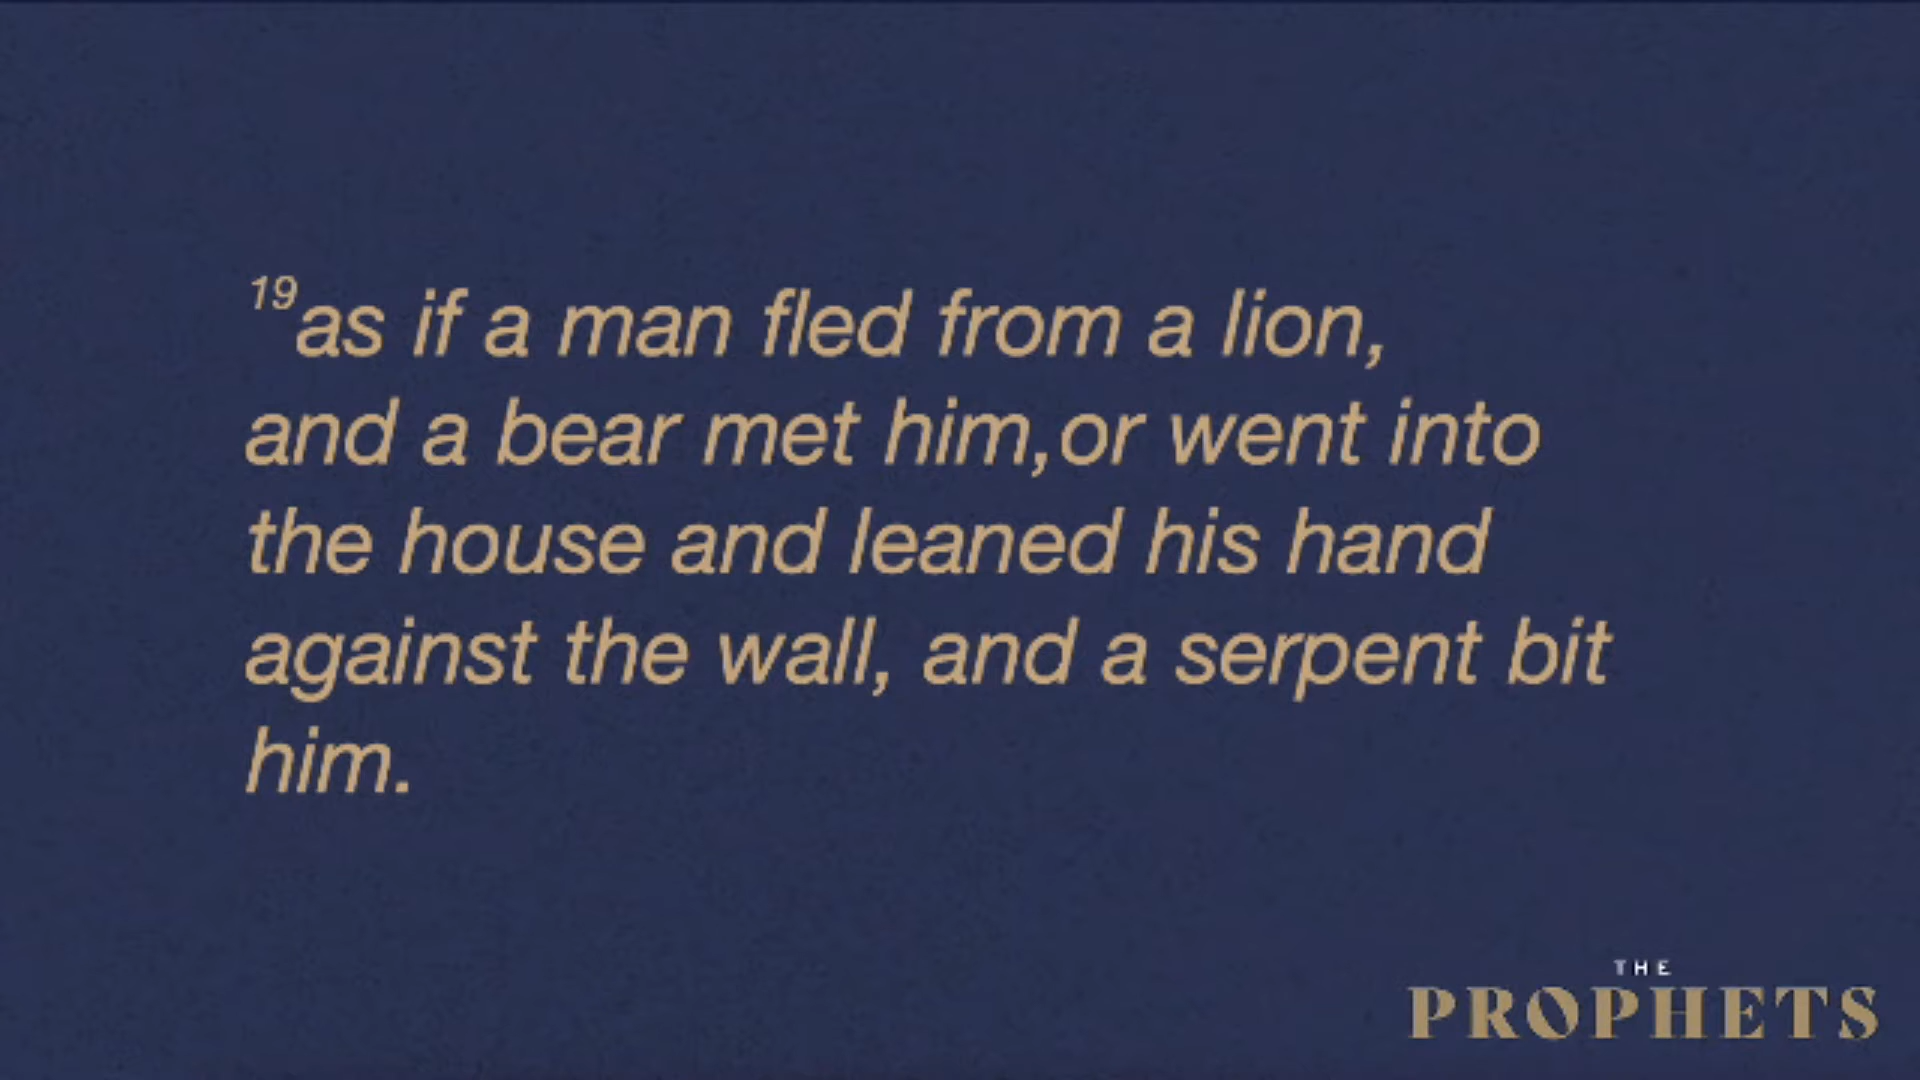 19as if a man fled from a lion,
and a bear met him,or went into
the house and leaned his hand
against the wall, and a serpent bit
him.
THE
PROPHETS